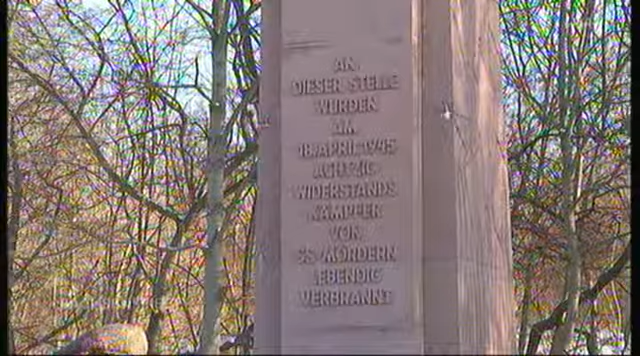 AN
DIESER STELLE
WURDEN
AM
18. APRIL 1945
ACHTZIG
WIDERSTANDS
KÄMPFER
VON
SS MÖRDERN
LEBENDIG
VERBRANNT